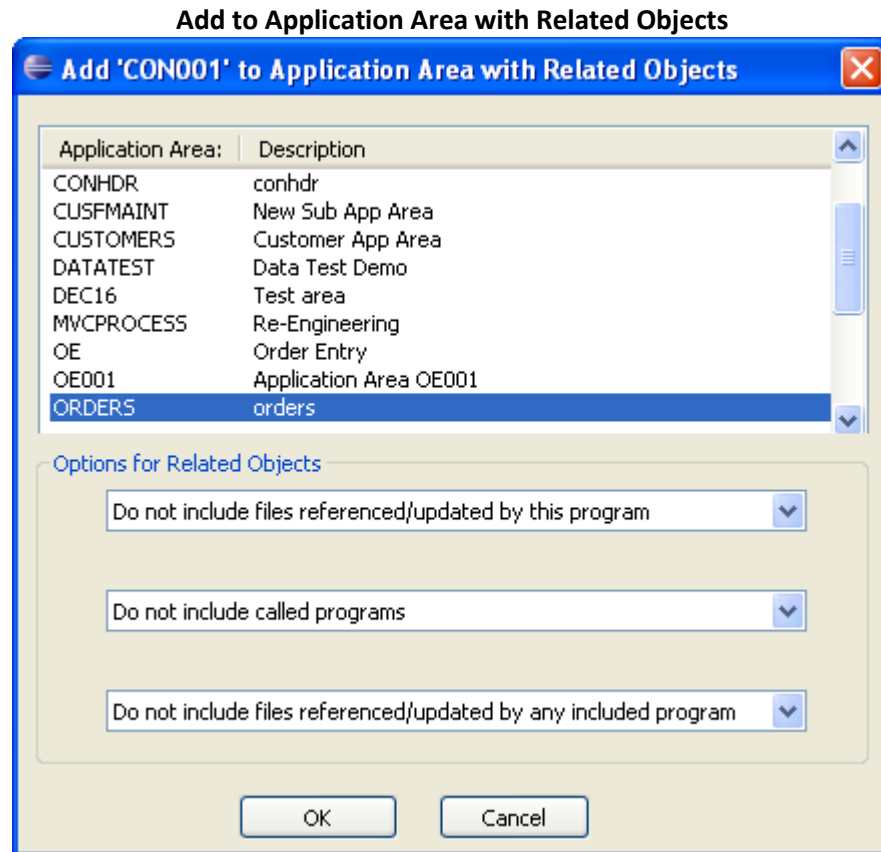 Add to Application Area with Related Objects
Add 'CON001' to Application Area with Related Objects
Application Area: Description
CONHDR conhdr
CUSFMAINT New Sub App Area
CUSTOMERS Customer App Area
DATATEST Data Test Demo
DEC16 Test area
MVCPROCESS Re-Engineering
OE Order Entry
OE001 Application Area OE001
ORDERS orders
Options for Related Objects
Do not include files referenced/updated by this program
Do not include called programs
Do not include files referenced/updated by any included program
OK Cancel